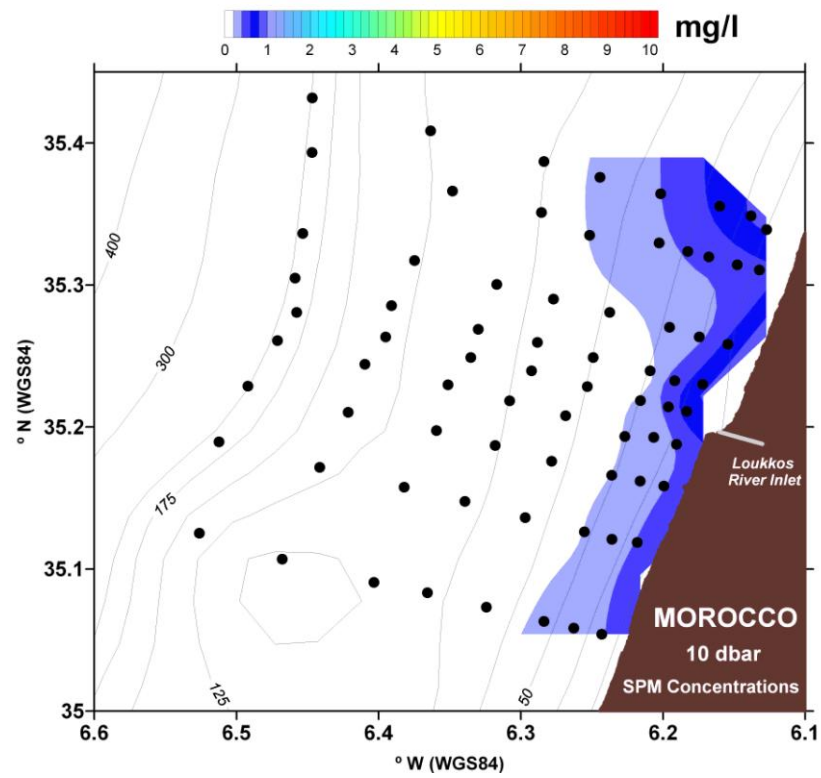 mg/l
0 1 2 3 4 5 6 7 8 9 10
35.4
400
35.3
300
º N (WGS84)
35.2
Loukkos
River Inlet
175
35.1
MOROCCO
10 dbar
SPM Concentrations
125
50
35
6.6 6.5 6.4 6.3 6.2 6.1
º W (WGS84)